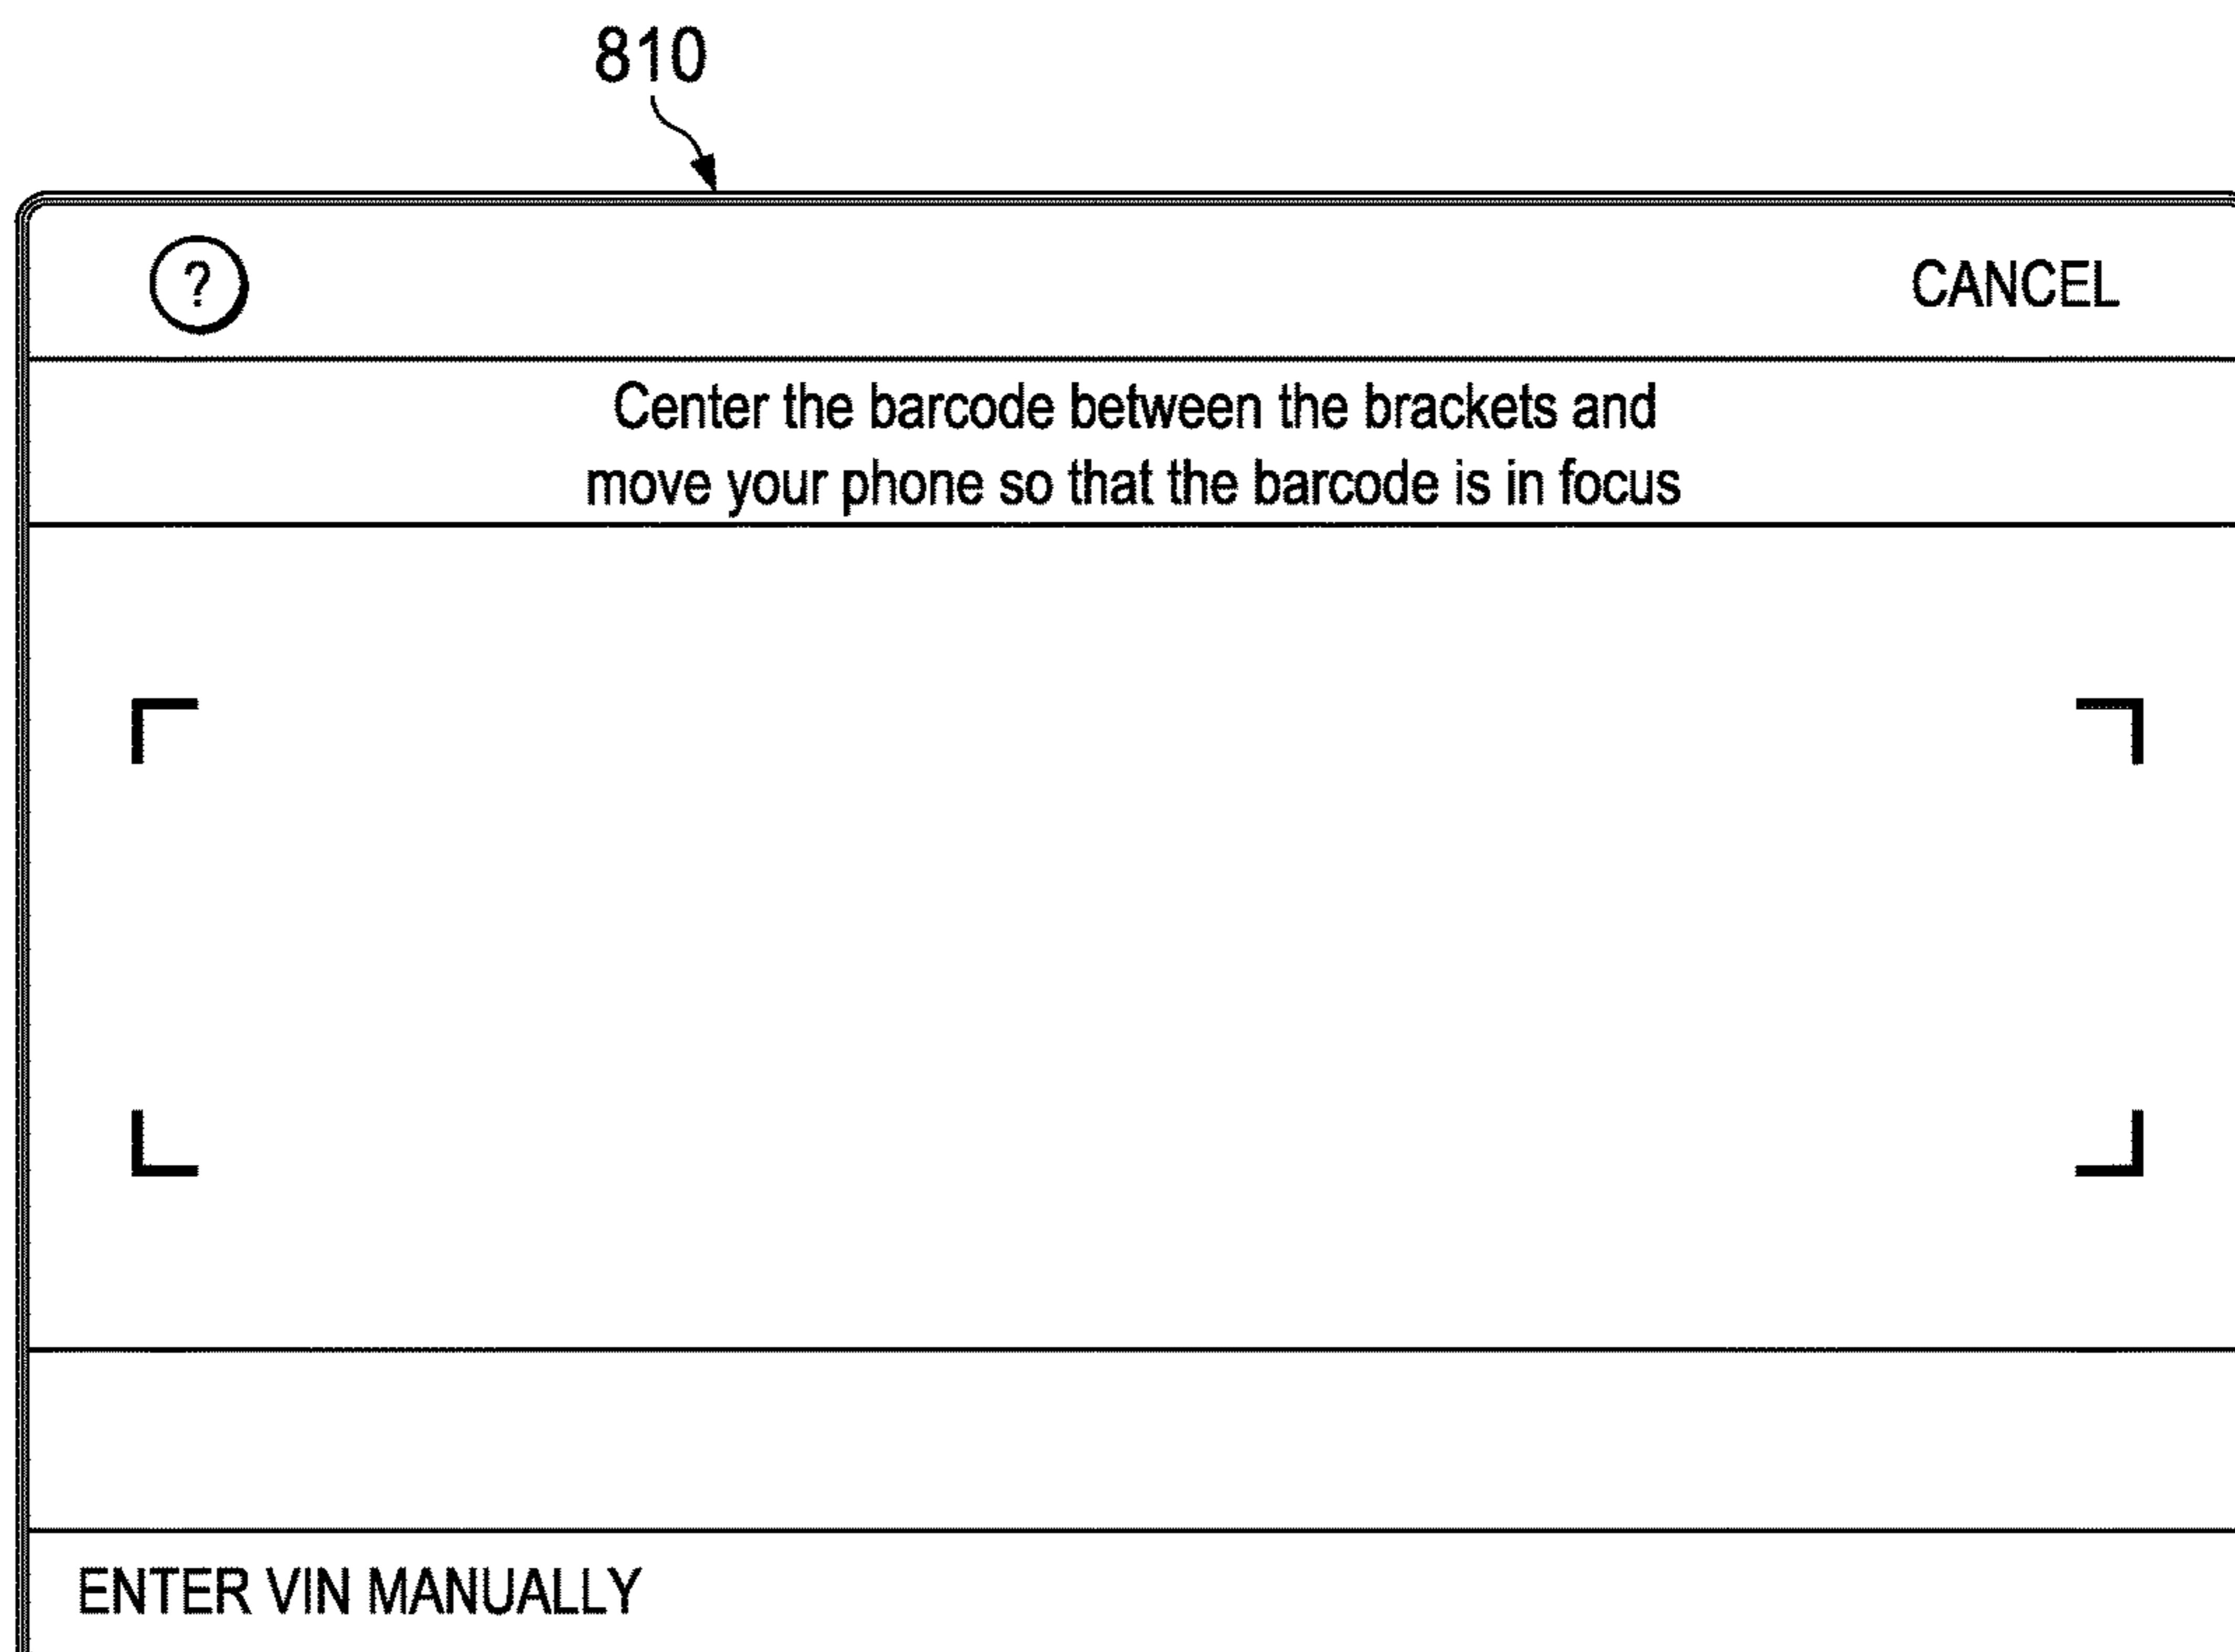 810
?
CANCEL
Center the barcode between the brackets and
move your phone so that the barcode is in focus
ENTER VIN MANUALLY